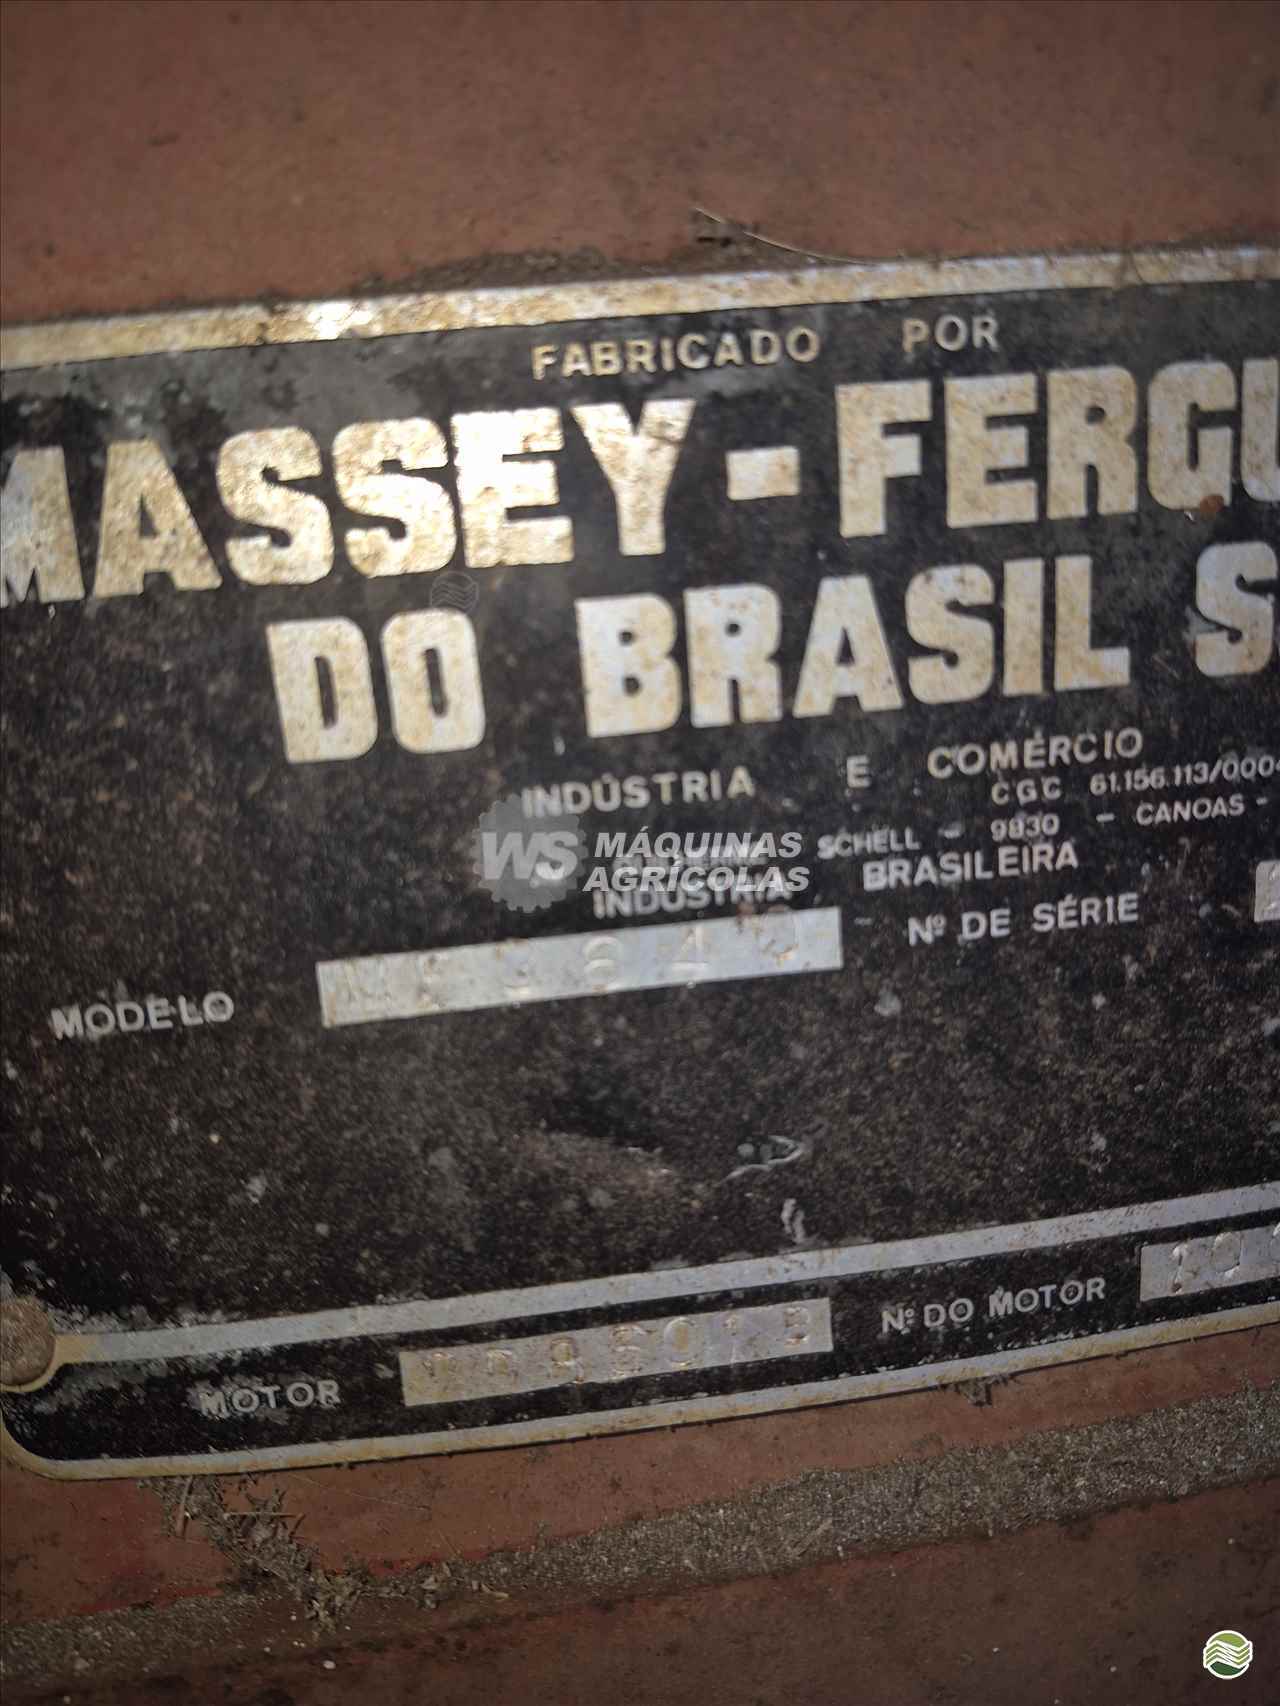 FABRICADO POR
MASSEY-FERGU
DO BRASIL S
INDÚSTRIA E COMÉRCIO
CGC 61.156.113/0004
SCHELL - 9830 - CANOAS -
INDÚSTRIA BRASILEIRA
WS MÁQUINAS
AGRÍCOLAS
MODELO Nº DE SÉRIE
MOTOR Nº DO MOTOR